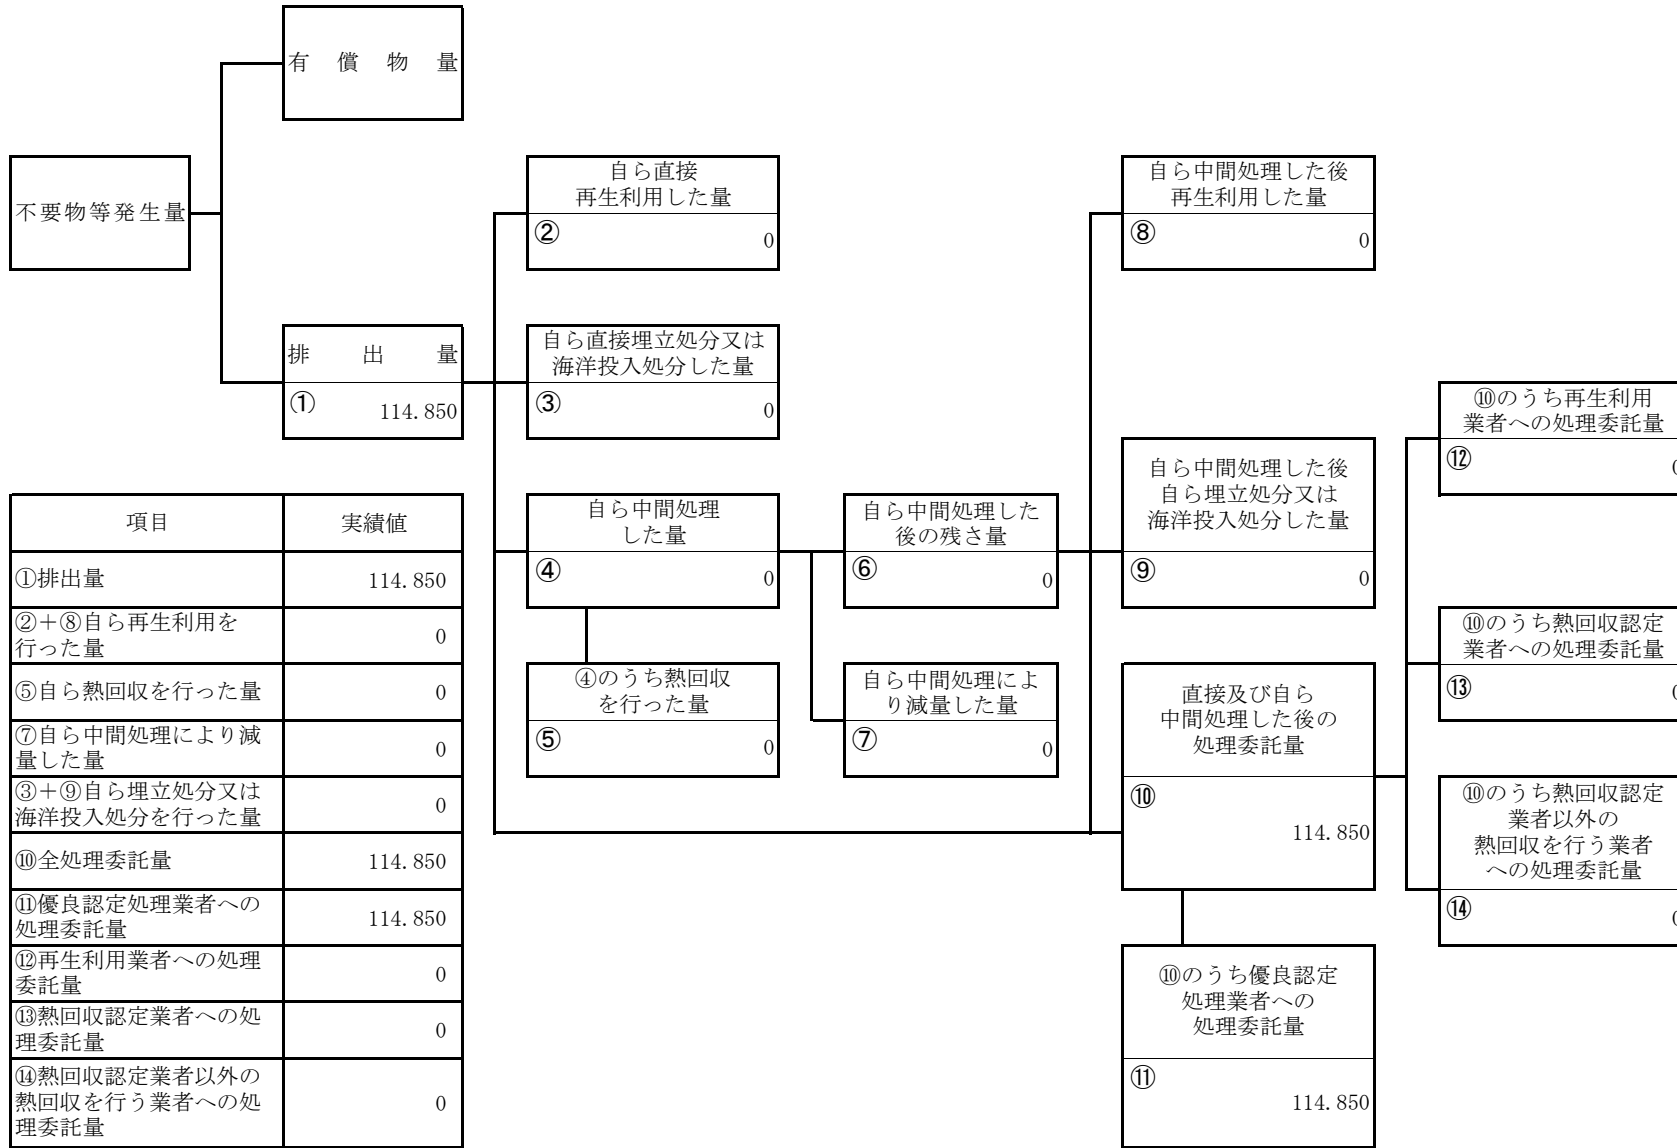 有償物量
不要物等発生量
自ら直接
再生利用した量
② 0
自ら中間処理した後
再生利用した量
⑧ 0
排出量
① 114.850
自ら直接埋立処分又は
海洋投入処分した量
③ 0
⑩のうち再生利用
業者への処理委託量
⑫ 0
自ら中間処理
した量
④ 0
自ら中間処理した
後の残さ量
⑥ 0
自ら中間処理した後
自ら埋立処分又は
海洋投入処分した量
⑨ 0
⑩のうち熱回収認定
業者への処理委託量
⑬ 0
④のうち熱回収
を行った量
⑤ 0
自ら中間処理によ
り減量した量
⑦ 0
直接及び自ら
中間処理した後の
処理委託量
⑩
114.850
⑩のうち熱回収認定
業者以外の
熱回収を行う業者
への処理委託量
⑭ 0
⑩のうち優良認定
処理業者への
処理委託量
⑪
114.850
項目 実績値
①排出量 114.850
②+⑧自ら再生利用を
行った量 0
⑤自ら熱回収を行った量 0
⑦自ら中間処理により減
量した量 0
③+⑨自ら埋立処分又は
海洋投入処分を行った量 0
⑩全処理委託量 114.850
⑪優良認定処理業者への
処理委託量 114.850
⑫再生利用業者への処理
委託量 0
⑬熱回収認定業者への処
理委託量 0
⑭熱回収認定業者以外の
熱回収を行う業者への処
理委託量 0